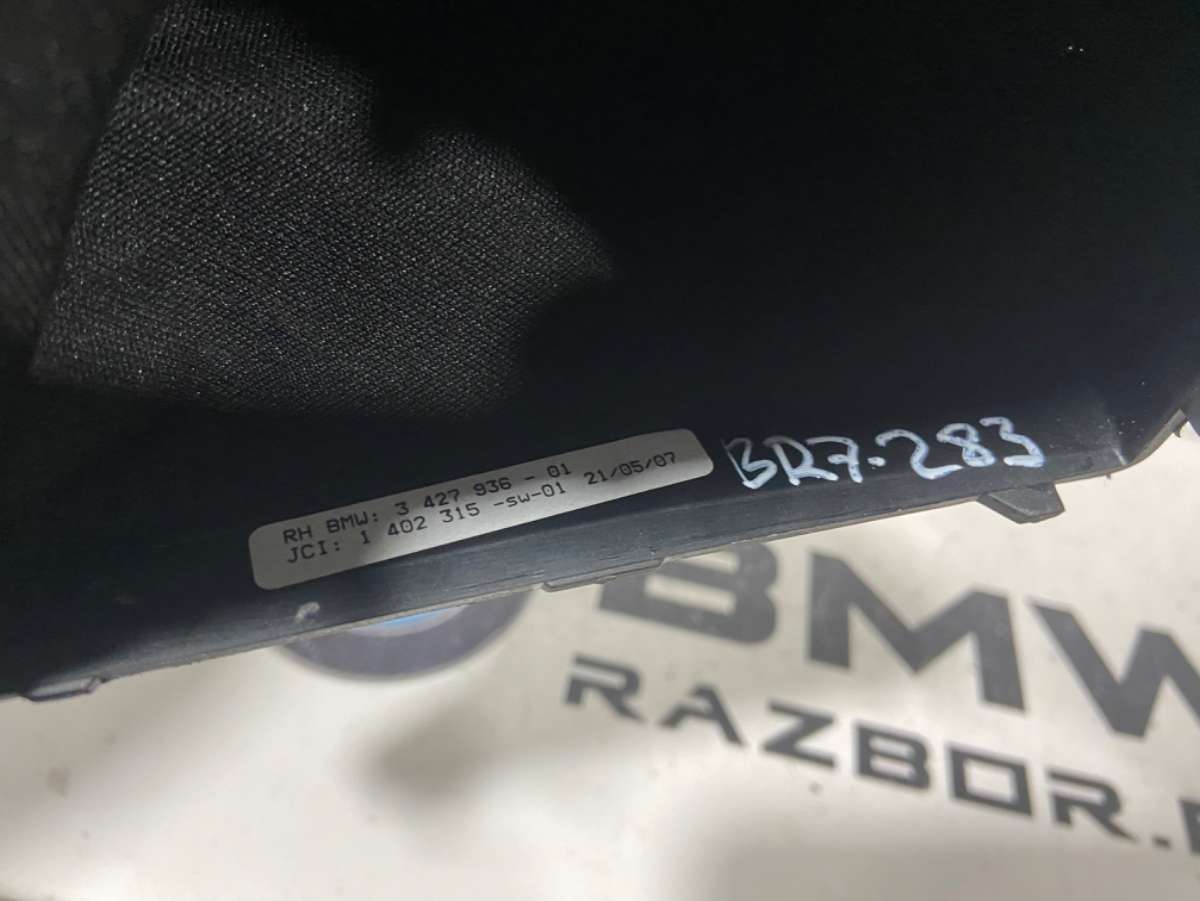 RH BMW: 3 427 936 - 01
JCI: 1 402 315 -sw-01 21/05/07
BR7.283
BMW
RAZBOR.